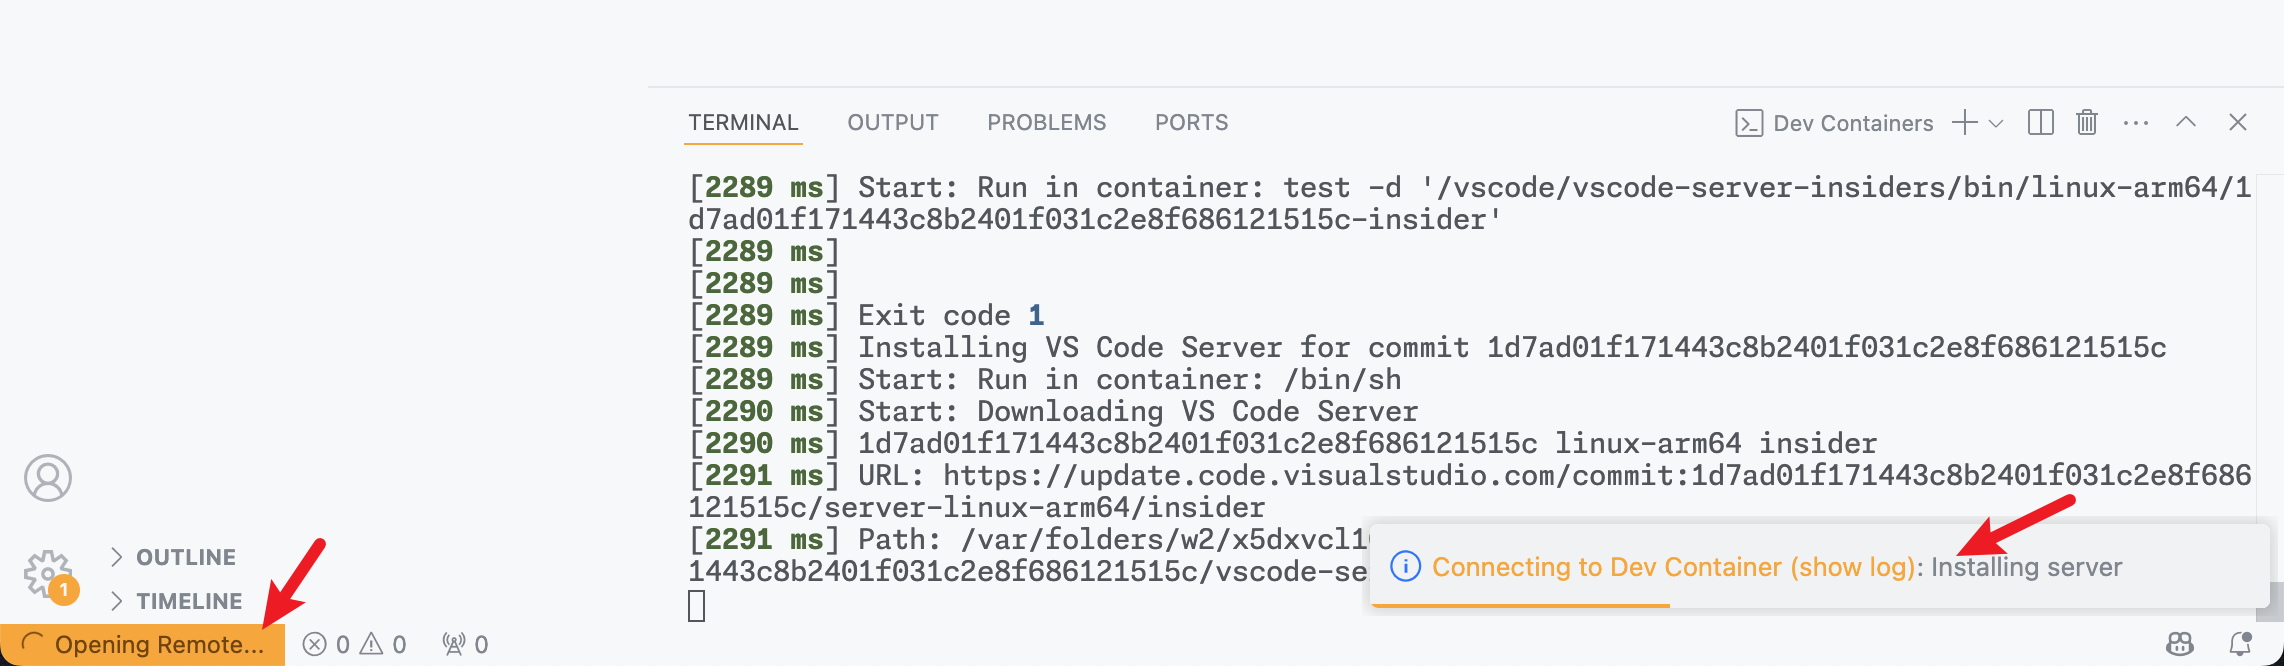 TERMINAL OUTPUT PROBLEMS PORTS Dev Containers
[2289 ms] Start: Run in container: test -d '/vscode/vscode-server-insiders/bin/linux-arm64/1
d7ad01f171443c8b2401f031c2e8f686121515c-insider'
[2289 ms]
[2289 ms]
[2289 ms] Exit code 1
[2289 ms] Installing VS Code Server for commit 1d7ad01f171443c8b2401f031c2e8f686121515c
[2289 ms] Start: Run in container: /bin/sh
[2290 ms] Start: Downloading VS Code Server
[2290 ms] 1d7ad01f171443c8b2401f031c2e8f686121515c linux-arm64 insider
[2291 ms] URL: https://update.code.visualstudio.com/commit:1d7ad01f171443c8b2401f031c2e8f686
121515c/server-linux-arm64/insider
[2291 ms] Path: /var/folders/w2/x5dxvcl1
1443c8b2401f031c2e8f686121515c/vscode-se
Connecting to Dev Container (show log): Installing server
OUTLINE
1
TIMELINE
Opening Remote... 0 0 0